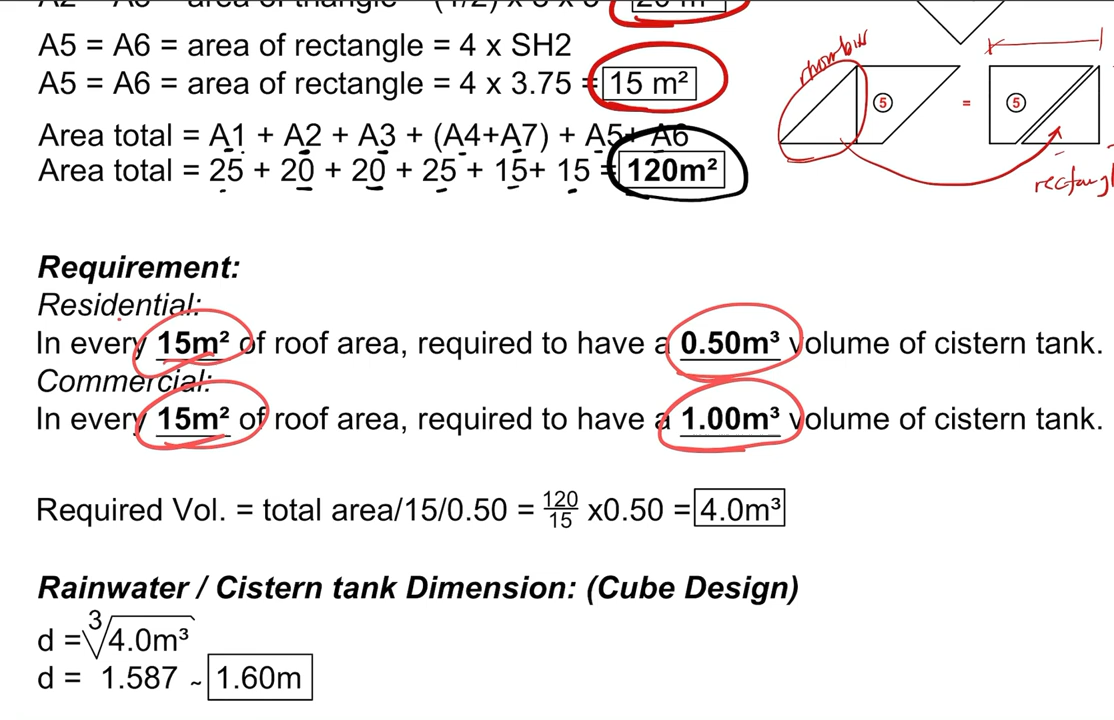 A5 = A6 = area of rectangle = 4 x SH2
A5 = A6 = area of rectangle = 4 x 3.75 = 15 m²
Area total = A1 + A2 + A3 + (A4+A7) + A5+ A6
Area total = 25 + 20 + 20 + 25 + 15+ 15 = 120m²
rhombus
5
=
5
Requirement:
Residential:
In every 15m² of roof area, required to have a 0.50m³ volume of cistern tank.
Commercial:
In every 15m² of roof area, required to have a 1.00m³ volume of cistern tank.
Required Vol. = total area/15/0.50 = 120/15 x0.50 = 4.0m³
Rainwater / Cistern tank Dimension: (Cube Design)
d = ³√4.0m³
d = 1.587 ~ 1.60m